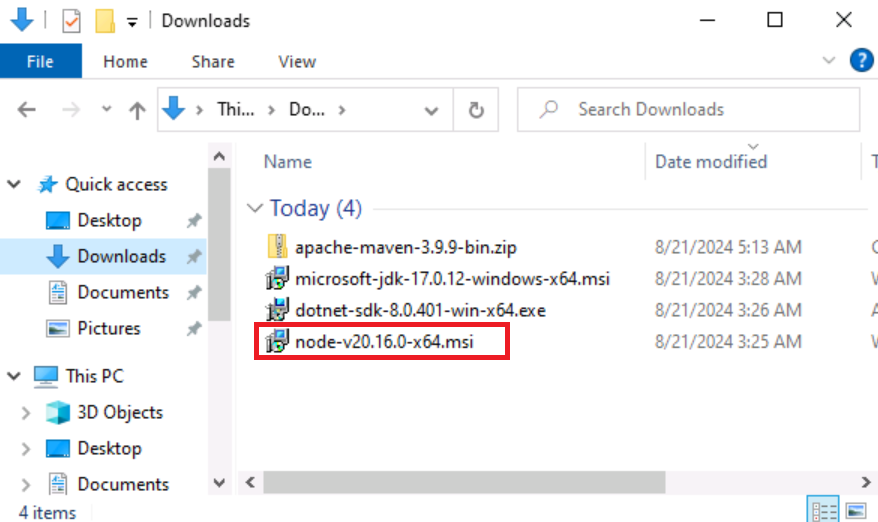 Downloads
File Home Share View
Thi... Do... Search Downloads
Name Date modified T
Quick access
Today (4)
Desktop
apache-maven-3.9.9-bin.zip 8/21/2024 5:13 AM
Downloads
microsoft-jdk-17.0.12-windows-x64.msi 8/21/2024 3:28 AM
Documents
dotnet-sdk-8.0.401-win-x64.exe 8/21/2024 3:26 AM
Pictures
node-v20.16.0-x64.msi 8/21/2024 3:25 AM
This PC
3D Objects
Desktop
Documents
4 items